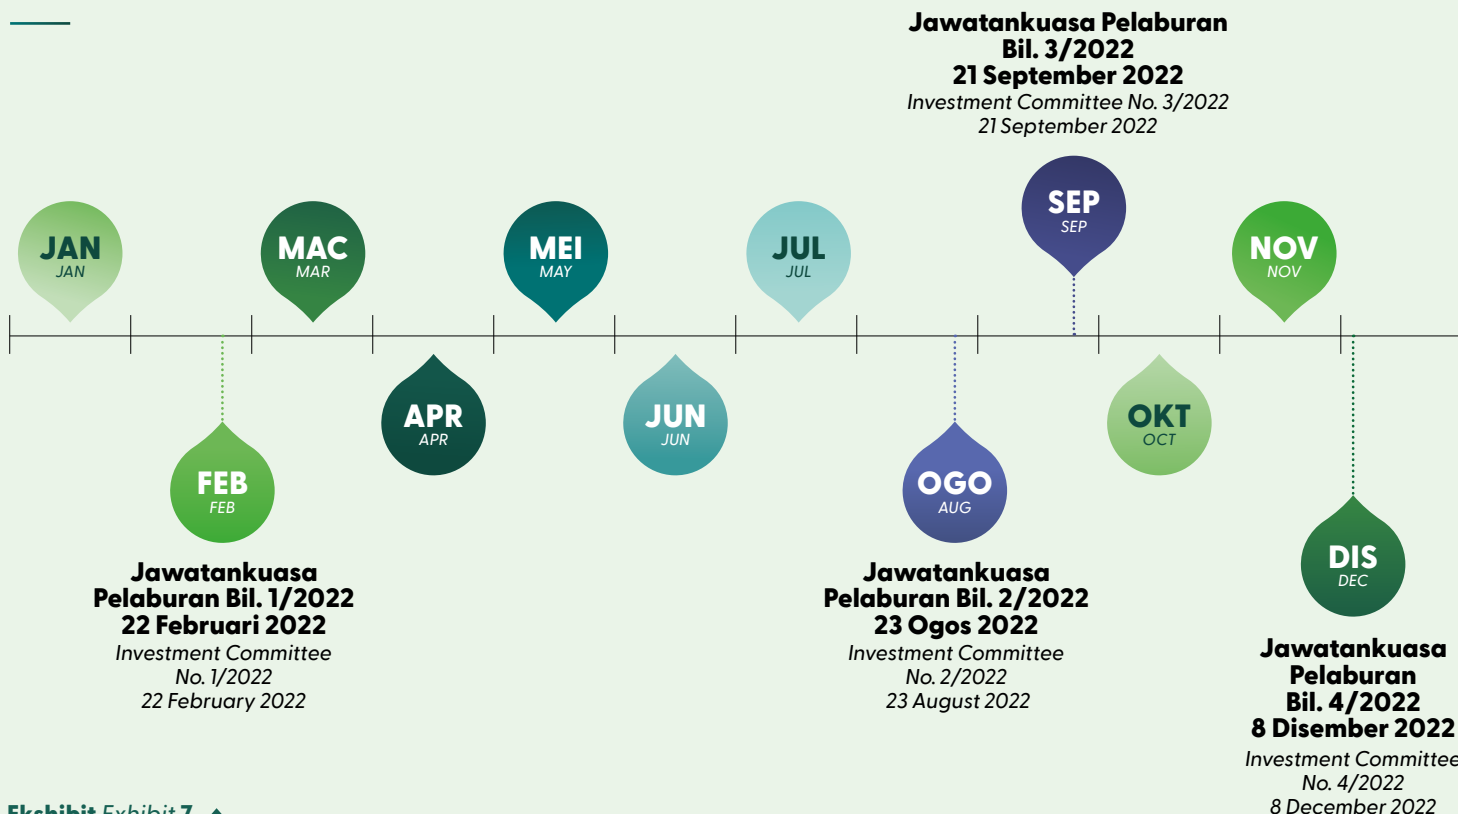 Jawatankuasa Pelaburan
Bil. 3/2022
21 September 2022
Investment Committee No. 3/2022
21 September 2022
JAN
JAN
MAC
MAR
MEI
MAY
JUL
JUL
SEP
SEP
NOV
NOV
FEB
FEB
APR
APR
JUN
JUN
OGO
AUG
OKT
OCT
DIS
DEC
Jawatankuasa
Pelaburan Bil. 1/2022
22 Februari 2022
Investment Committee
No. 1/2022
22 February 2022
Jawatankuasa
Pelaburan Bil. 2/2022
23 Ogos 2022
Investment Committee
No. 2/2022
23 August 2022
Jawatankuasa
Pelaburan
Bil. 4/2022
8 Disember 2022
Investment Committee
No. 4/2022
8 December 2022
Ekshibit Exhibit 7